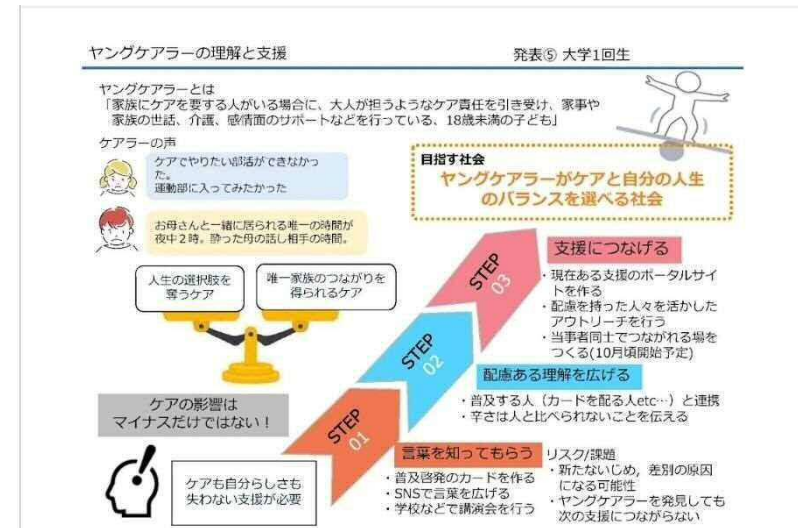 ヤングケアラーの理解と支援
発表⑤ 大学1回生
ヤングケアラーとは
「家族にケアを要する人がいる場合に、大人が担うようなケア責任を引き受け、家事や
家族の世話、介護、感情面のサポートなどを行っている、18歳未満の子ども」
ケアラーの声
ケアでやりたい部活ができなかっ
た。
運動部に入ってみたかった
お母さんと一緒に居られる唯一の時間が
夜中2時。酔った母の話し相手の時間。
人生の選択肢を
奪うケア
唯一家族のつながりを
得られるケア
ケアの影響は
マイナスだけではない！
ケアも自分らしさも
失わない支援が必要
目指す社会
ヤングケアラーがケアと自分の人生
のバランスを選べる社会
STEP
03
支援につなげる
・現在ある支援のポータルサイ
トを作る
・配慮を持った人々を活かした
アウトリーチを行う
・当事者同士でつながれる場を
つくる(10月頃開始予定)
STEP
02
配慮ある理解を広げる
・普及する人（カードを配る人etc…）と連携
・辛さは人と比べられないことを伝える
STEP
01
言葉を知ってもらう
・普及啓発のカードを作る
・SNSで言葉を広げる
・学校などで講演会を行う
リスク/課題
・新たないじめ，差別の原因
になる可能性
・ヤングケアラーを発見しても
次の支援につながらない